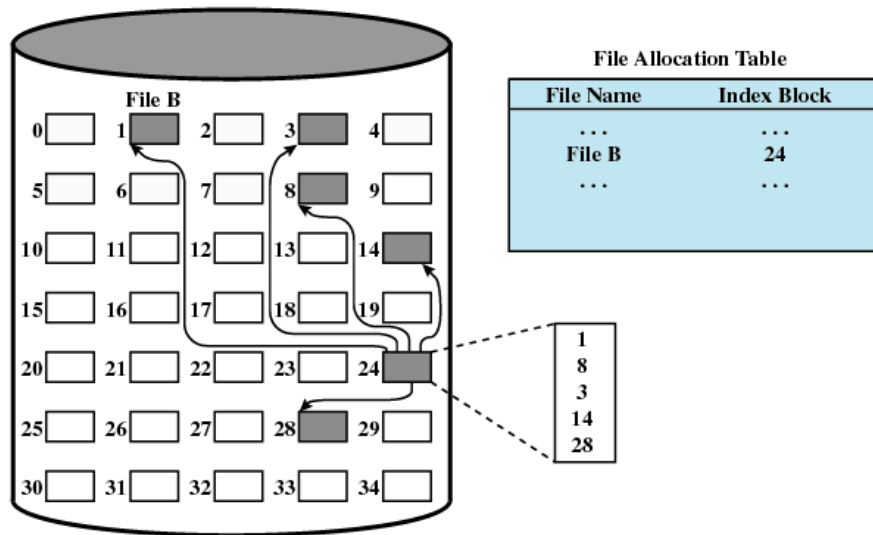 File Allocation Table
File Name Index Block
. . . . . .
File B 24
. . . . . .
File B
0 1 2 3 4
5 6 7 8 9
10 11 12 13 14
15 16 17 18 19
20 21 22 23 24
25 26 27 28 29
30 31 32 33 34
1
8
3
14
28